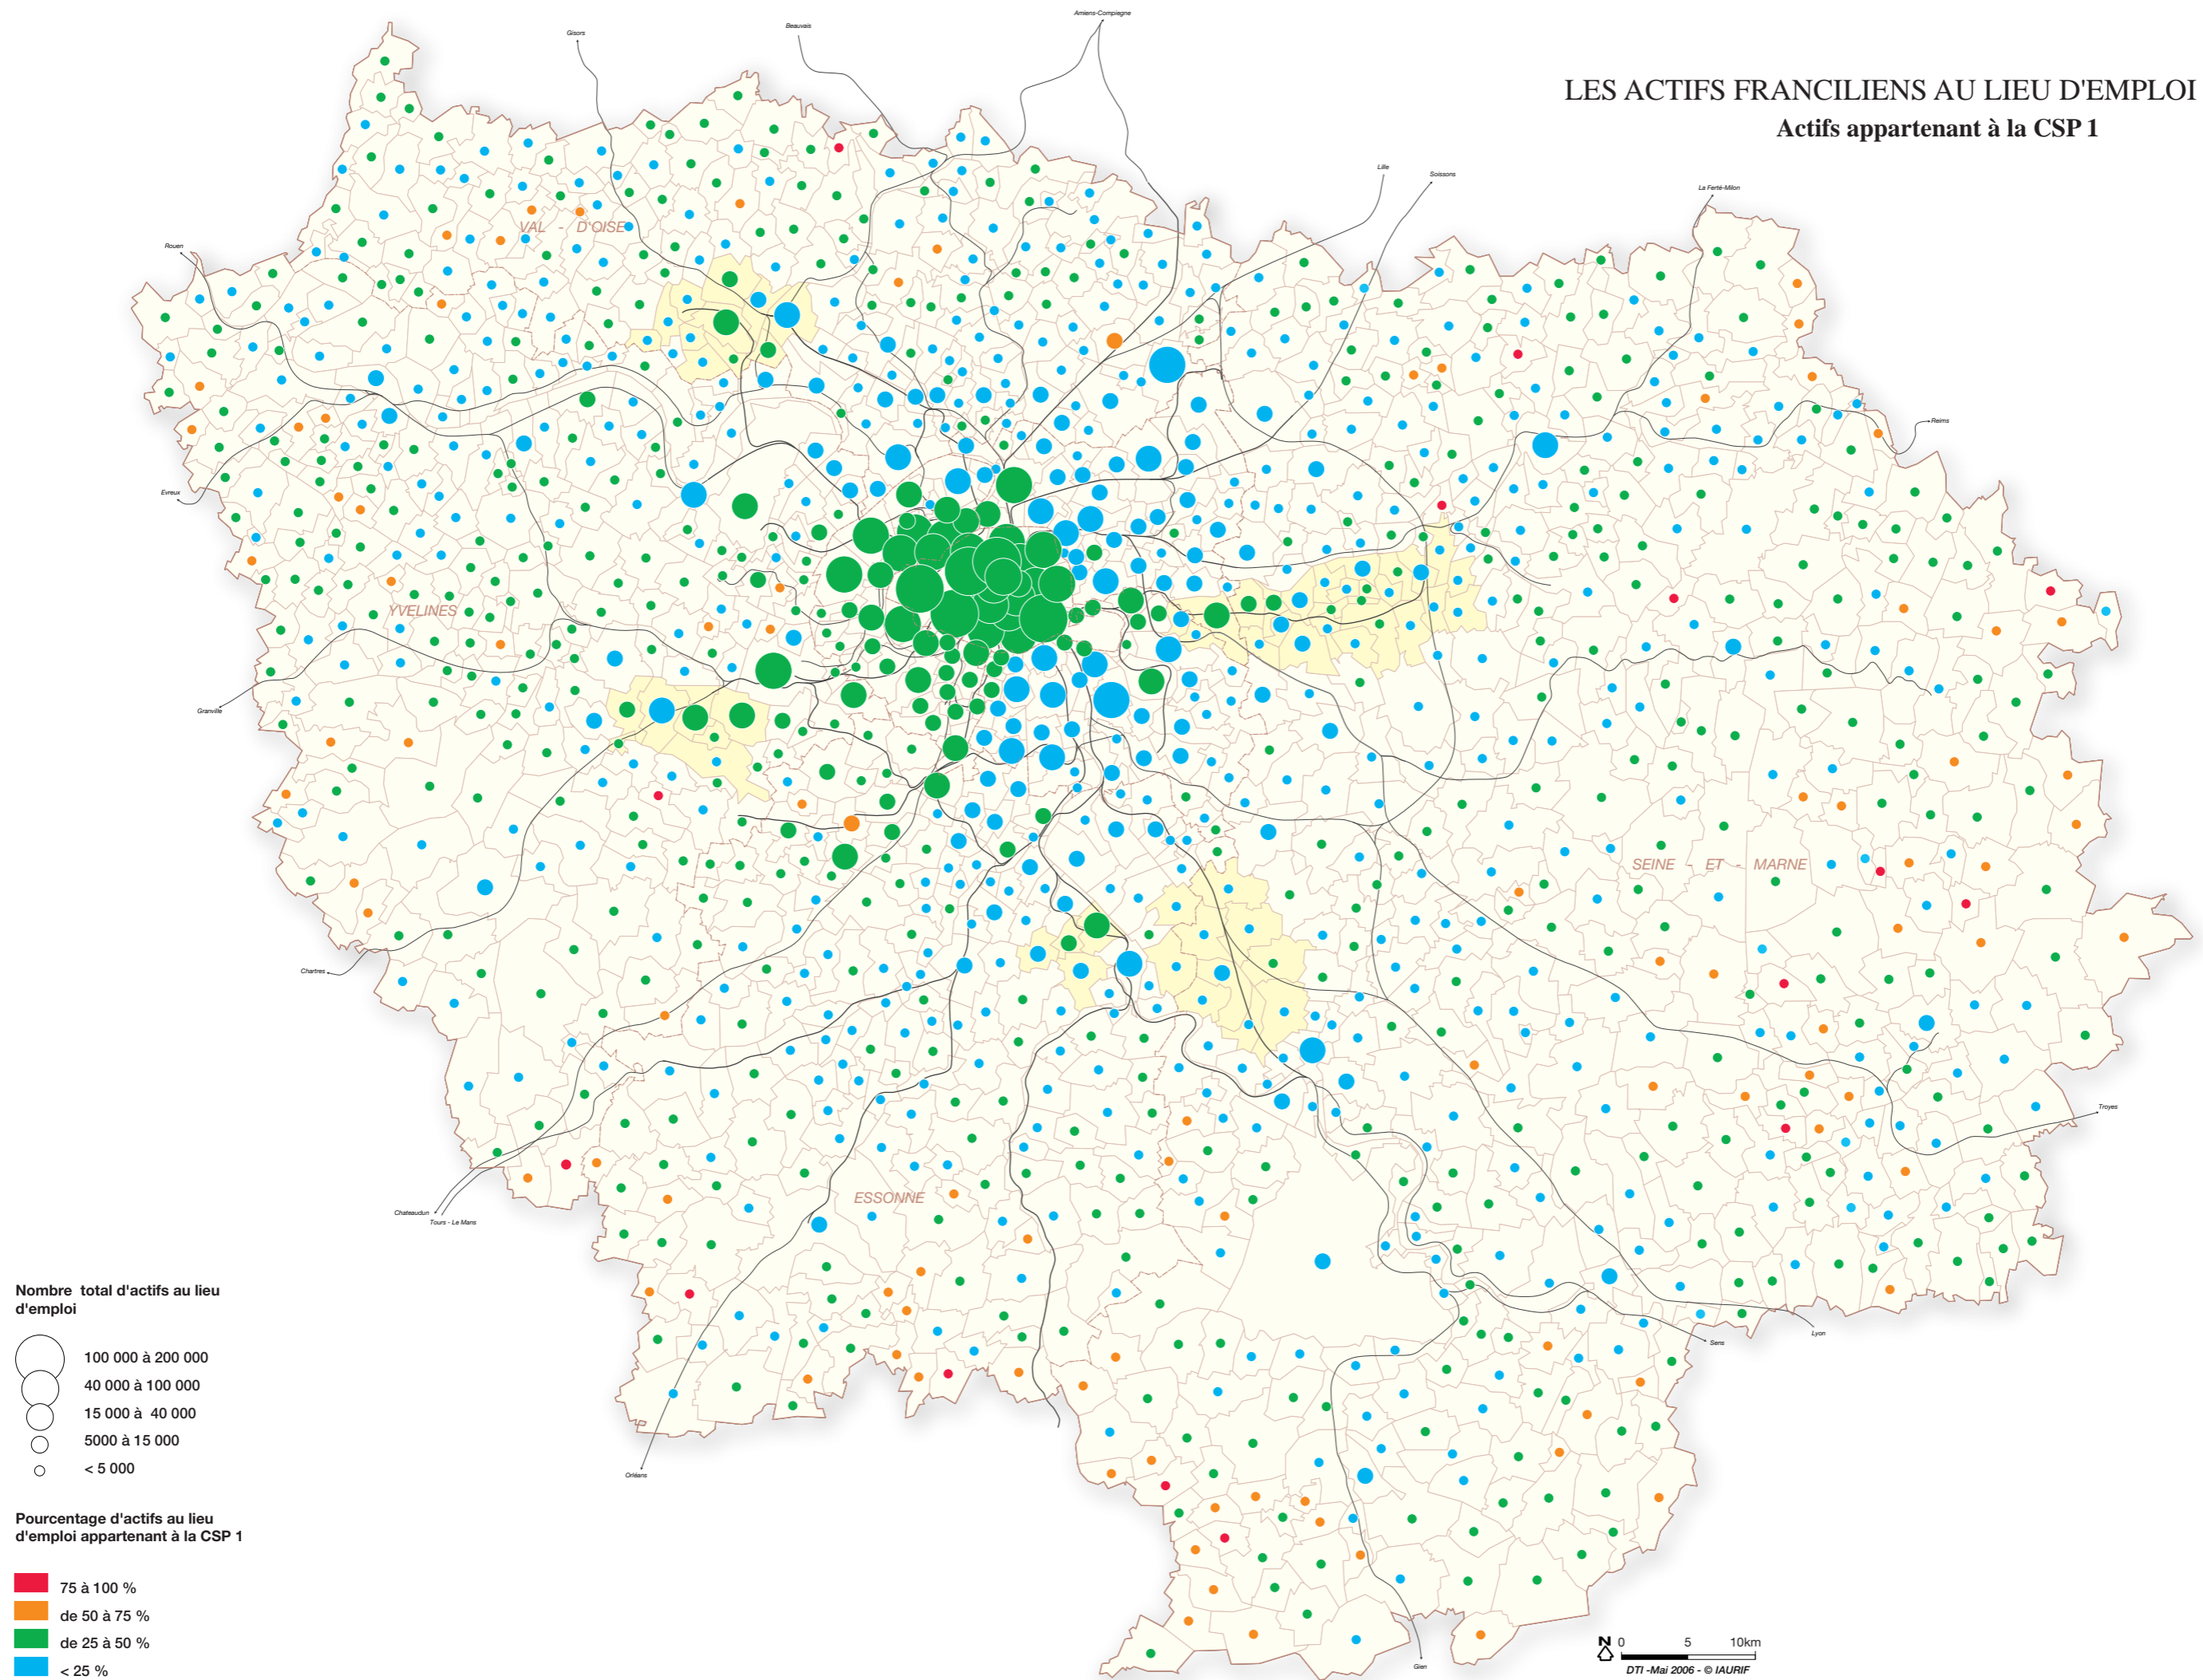 LES ACTIFS FRANCILIENS AU LIEU D'EMPLOI
Actifs appartenant à la CSP 1
Amiens-Compiegne
Beauvais
Gisors
Lille
Soissons
La Ferté-Milon
VAL - D'OISE
Rouen
Reims
Evreux
YVELINES
Granville
SEINE - ET - MARNE
Chartres
Troyes
ESSONNE
Chateaudun
Tours - Le Mans
Lyon
Sens
Orléans
Gien
Nombre total d'actifs au lieu
d'emploi
100 000 à 200 000
40 000 à 100 000
15 000 à 40 000
5000 à 15 000
< 5 000
Pourcentage d'actifs au lieu
d'emploi appartenant à la CSP 1
75 à 100 %
de 50 à 75 %
de 25 à 50 %
< 25 %
N 0 5 10km
DTI -Mai 2006 - © IAURIF